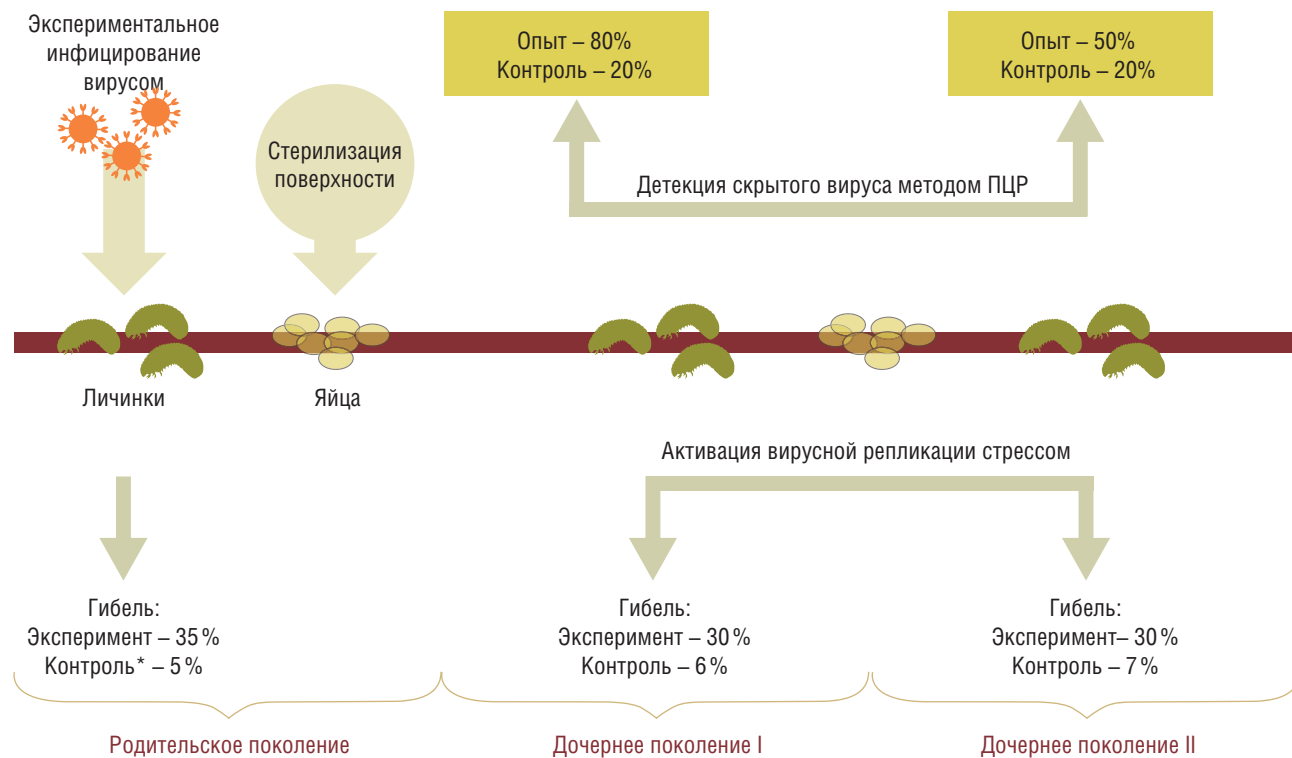 Экспериментальное
инфицирование
вирусом
Стерилизация
поверхности
Опыт – 80%
Контроль – 20%
Опыт – 50%
Контроль – 20%
Детекция скрытого вируса методом ПЦР
Личинки
Яйца
Активация вирусной репликации стрессом
Гибель:
Эксперимент – 35 %
Контроль* – 5 %
Гибель:
Эксперимент – 30 %
Контроль – 6 %
Гибель:
Эксперимент– 30 %
Контроль – 7 %
Родительское поколение
Дочернее поколение I
Дочернее поколение II